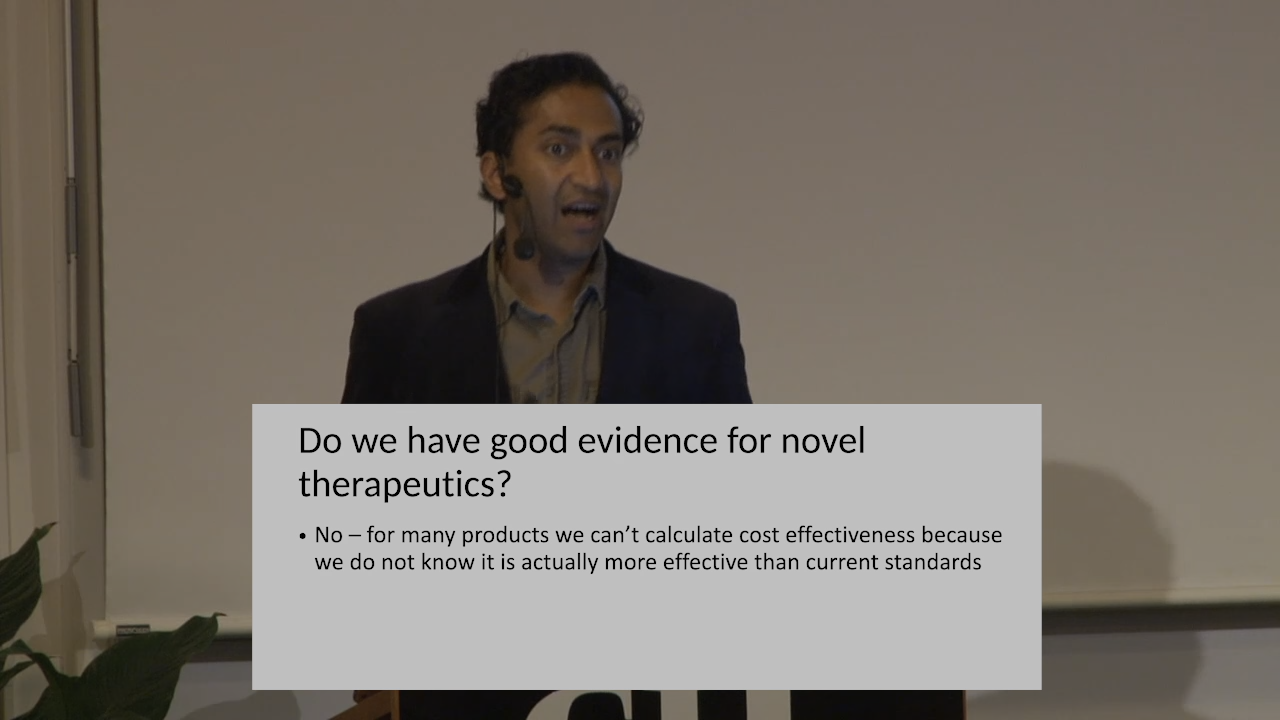 Do we have good evidence for novel
therapeutics?
• No – for many products we can’t calculate cost effectiveness because
we do not know it is actually more effective than current standards